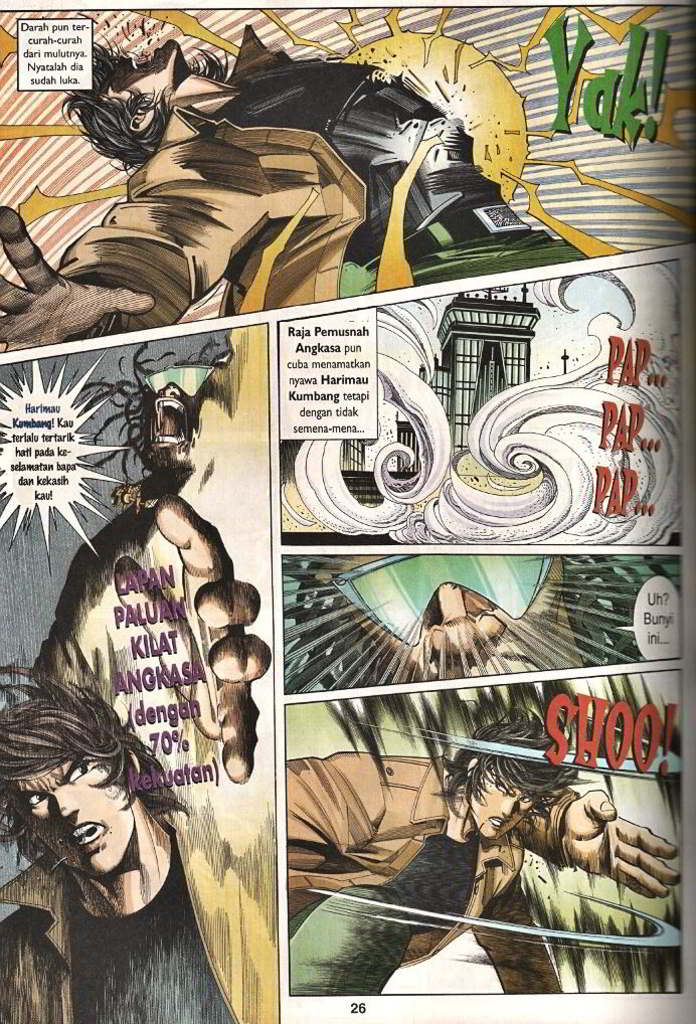 Darah pun ter-
curah-curah
dari mulutnya.
Nyatalah dia
sudah luka.
Yak!
Raja Pemusnah
Angkasa pun
cuba menamatkan
nyawa Harimau
Kumbang tetapi
dengan tidak
semena-mena...
PAP...
PAP...
PAP...
Harimau
Kumbang! Kau
terlalu tertarik
hati pada ke-
selamatan bapa
dan kekasih
kau!
LAPAN
PALUAN
KILAT
ANGKASA
(dengan
70%
kekuatan)
Uh?
Bunyi
ini...
SHOO!
26